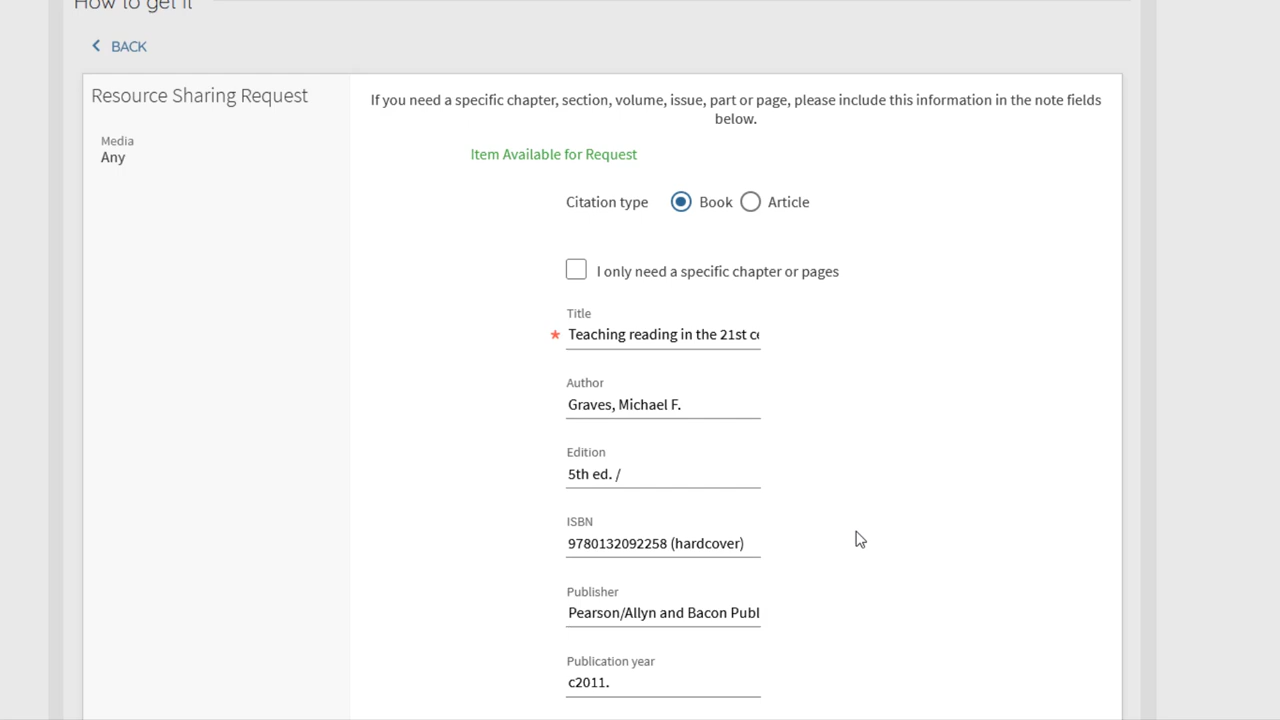 How to get it
BACK
Resource Sharing Request
Media
Any
If you need a specific chapter, section, volume, issue, part or page, please include this information in the note fields
below.
Item Available for Request
Citation type Book Article
I only need a specific chapter or pages
Title
* Teaching reading in the 21st ce
Author
Graves, Michael F.
Edition
5th ed. /
ISBN
9780132092258 (hardcover)
Publisher
Pearson/Allyn and Bacon Publ
Publication year
c2011.